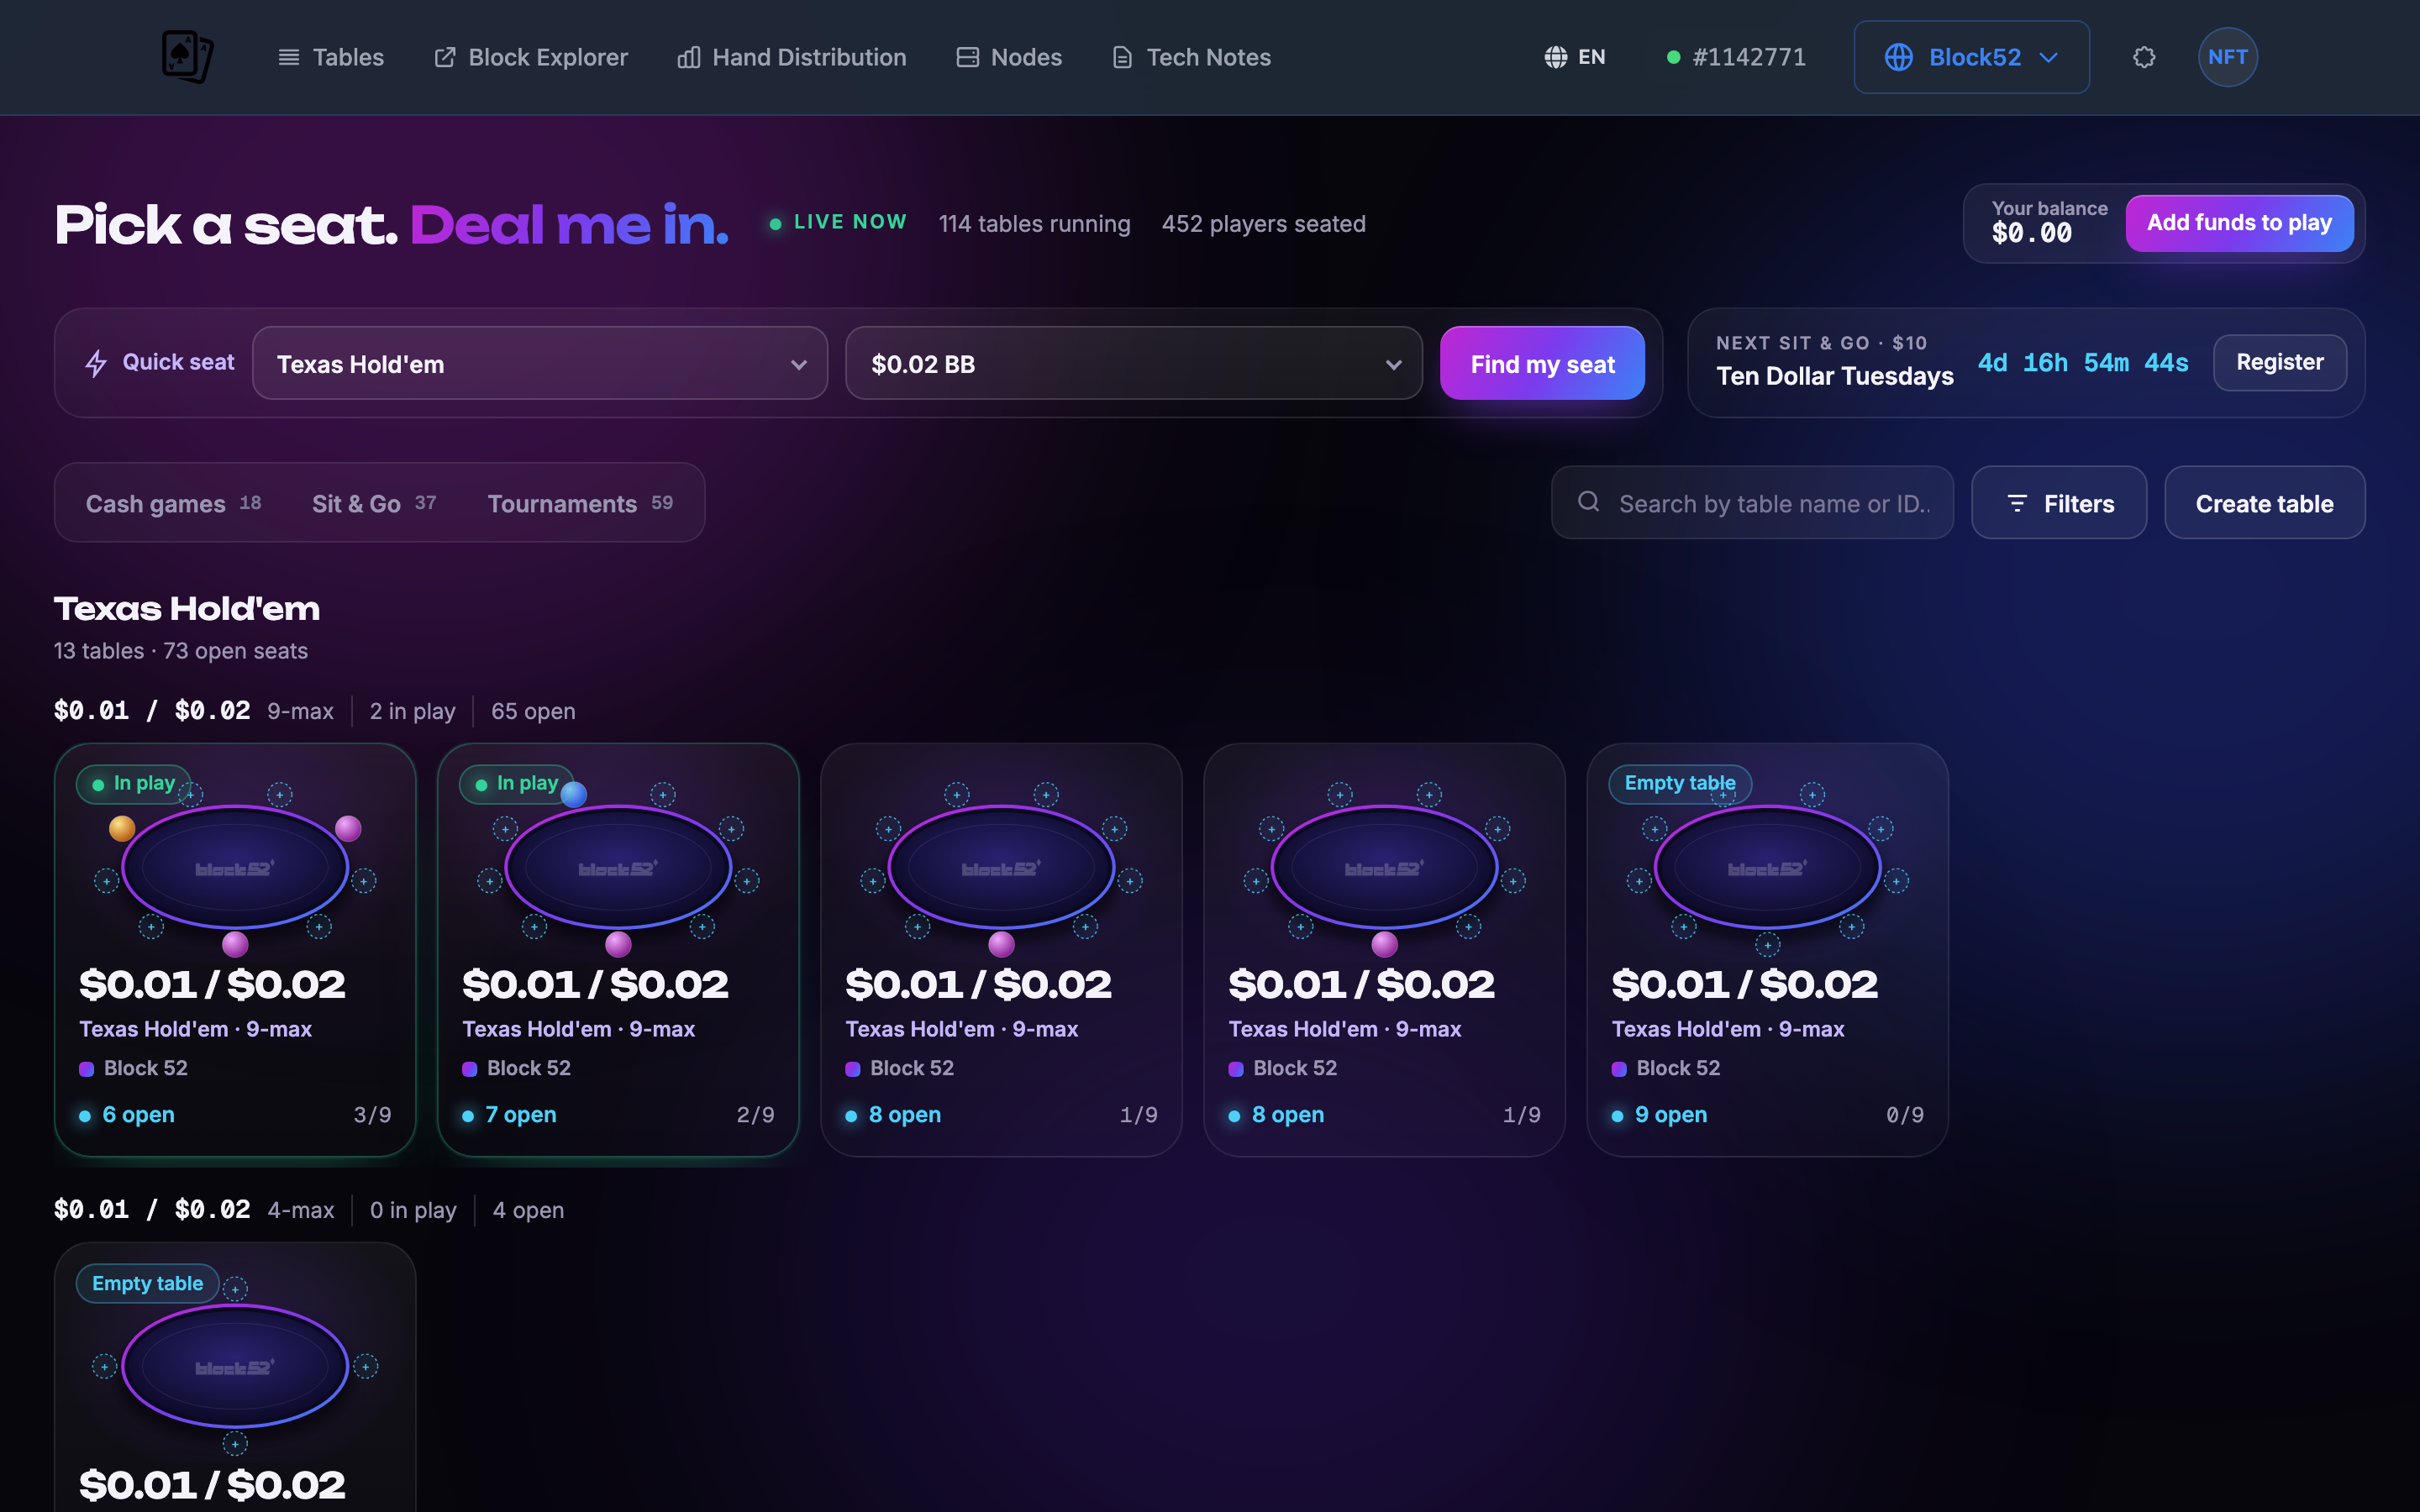 Tables
Block Explorer
Hand Distribution
Nodes
Tech Notes
EN
#1142771
Block52
NFT
Pick a seat. Deal me in.
LIVE NOW
114 tables running
452 players seated
Your balance
$0.00
Add funds to play
Quick seat
Texas Hold'em
$0.02 BB
Find my seat
NEXT SIT & GO · $10
Ten Dollar Tuesdays
4d 16h 54m 44s
Register
Cash games 18
Sit & Go 37
Tournaments 59
Search by table name or ID..
Filters
Create table
Texas Hold'em
13 tables · 73 open seats
$0.01 / $0.02 9-max 2 in play 65 open
In play
block52
$0.01 / $0.02
Texas Hold'em · 9-max
Block 52
6 open 3/9
In play
block52
$0.01 / $0.02
Texas Hold'em · 9-max
Block 52
7 open 2/9
block52
$0.01 / $0.02
Texas Hold'em · 9-max
Block 52
8 open 1/9
block52
$0.01 / $0.02
Texas Hold'em · 9-max
Block 52
8 open 1/9
Empty table
block52
$0.01 / $0.02
Texas Hold'em · 9-max
Block 52
9 open 0/9
$0.01 / $0.02 4-max 0 in play 4 open
Empty table
block52
$0.01 / $0.02